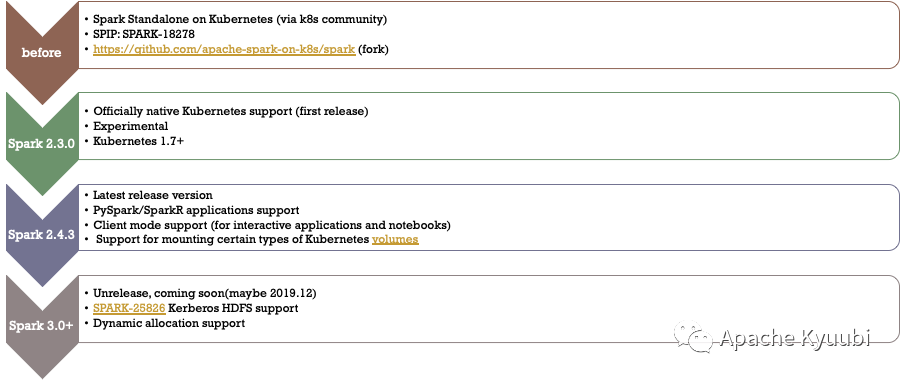 before
• Spark Standalone on Kubernetes (via k8s community)
• SPIP: SPARK-18278
• https://github.com/apache-spark-on-k8s/spark (fork)
Spark 2.3.0
• Officially native Kubernetes support (first release)
• Experimental
• Kubernetes 1.7+
Spark 2.4.3
• Latest release version
• PySpark/SparkR applications support
• Client mode support (for interactive applications and notebooks)
• Support for mounting certain types of Kubernetes volumes
Spark 3.0+
• Unrelease, coming soon(maybe 2019.12)
• SPARK-25826 Kerberos HDFS support
• Dynamic allocation support
Apache Kyuubi